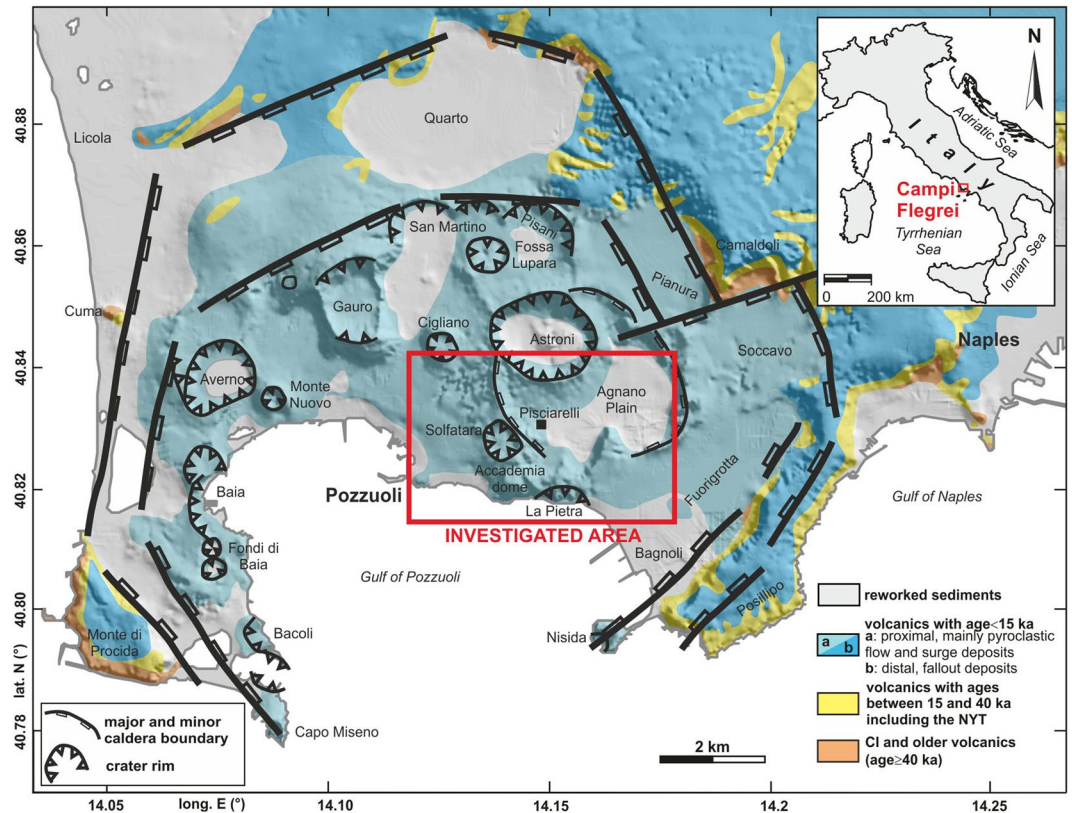 N
Adriatic Sea
Italy
Campi
Flegrei
Tyrrhenian
Sea
Ionian Sea
0 200 km
40.88
40.86
40.84
40.82
40.80
40.78
lat. N (°)
Licola
Quarto
San Martino
Pisani
Fossa
Lupara
Camaldoli
Pianura
Gauro
Cuma
Cigliano
Astroni
Soccavo
Naples
Averno
Monte
Nuovo
Agnano
Plain
Pisciarelli
Solfatara
Accademia
dome
La Pietra
Fuorigrotta
Baia
Pozzuoli
Gulf of Naples
INVESTIGATED AREA
Bagnoli
Fondi di
Baia
Gulf of Pozzuoli
Posillipo
Monte di
Procida
Bacoli
Nisida
Capo Miseno
reworked sediments
a b
volcanics with age<15 ka
a: proximal, mainly pyroclastic
flow and surge deposits
b: distal, fallout deposits
volcanics with ages
between 15 and 40 ka
including the NYT
CI and older volcanics
(age≥40 ka)
major and minor
caldera boundary
crater rim
2 km
14.05
long. E (°)
14.10
14.15
14.2
14.25